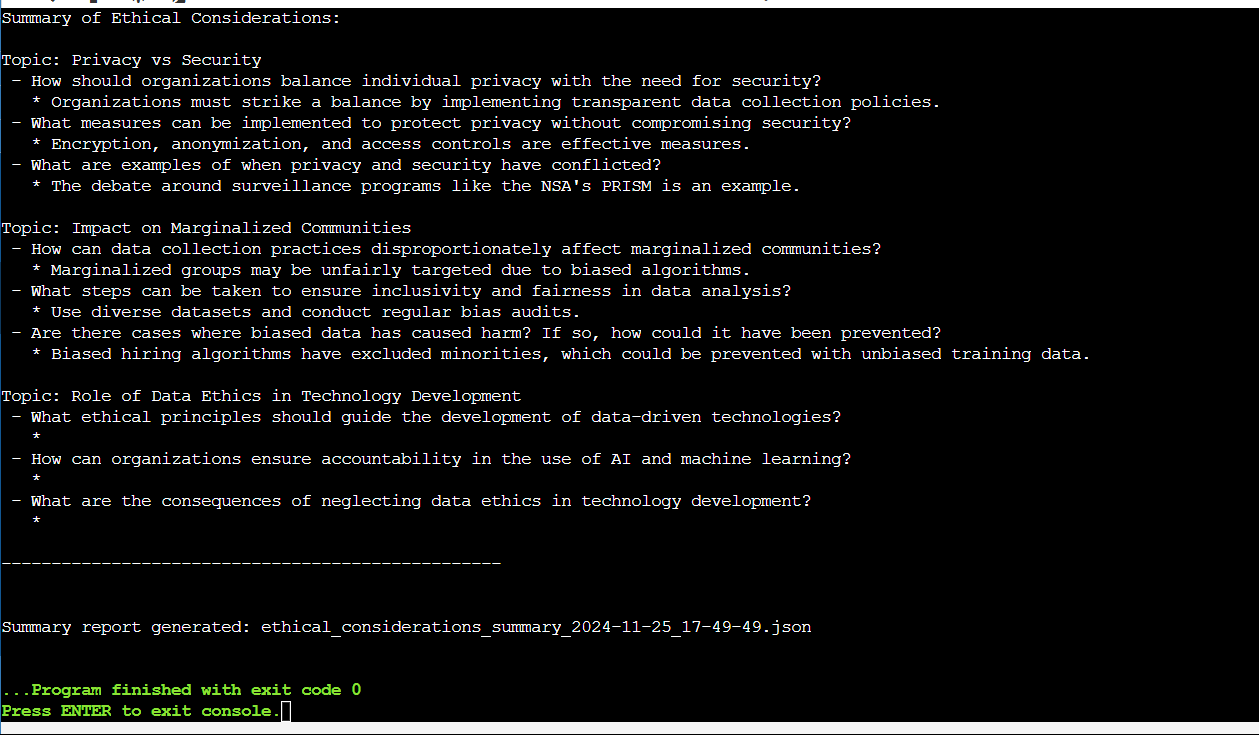 Summary of Ethical Considerations:
Topic: Privacy vs Security
- How should organizations balance individual privacy with the need for security?
* Organizations must strike a balance by implementing transparent data collection policies.
- What measures can be implemented to protect privacy without compromising security?
* Encryption, anonymization, and access controls are effective measures.
- What are examples of when privacy and security have conflicted?
* The debate around surveillance programs like the NSA's PRISM is an example.
Topic: Impact on Marginalized Communities
- How can data collection practices disproportionately affect marginalized communities?
* Marginalized groups may be unfairly targeted due to biased algorithms.
- What steps can be taken to ensure inclusivity and fairness in data analysis?
* Use diverse datasets and conduct regular bias audits.
- Are there cases where biased data has caused harm? If so, how could it have been prevented?
* Biased hiring algorithms have excluded minorities, which could be prevented with unbiased training data.
Topic: Role of Data Ethics in Technology Development
- What ethical principles should guide the development of data-driven technologies?
*
- How can organizations ensure accountability in the use of AI and machine learning?
*
- What are the consequences of neglecting data ethics in technology development?
*
--------------------------------------------------
Summary report generated: ethical_considerations_summary_2024-11-25_17-49-49.json
...Program finished with exit code 0
Press ENTER to exit console.